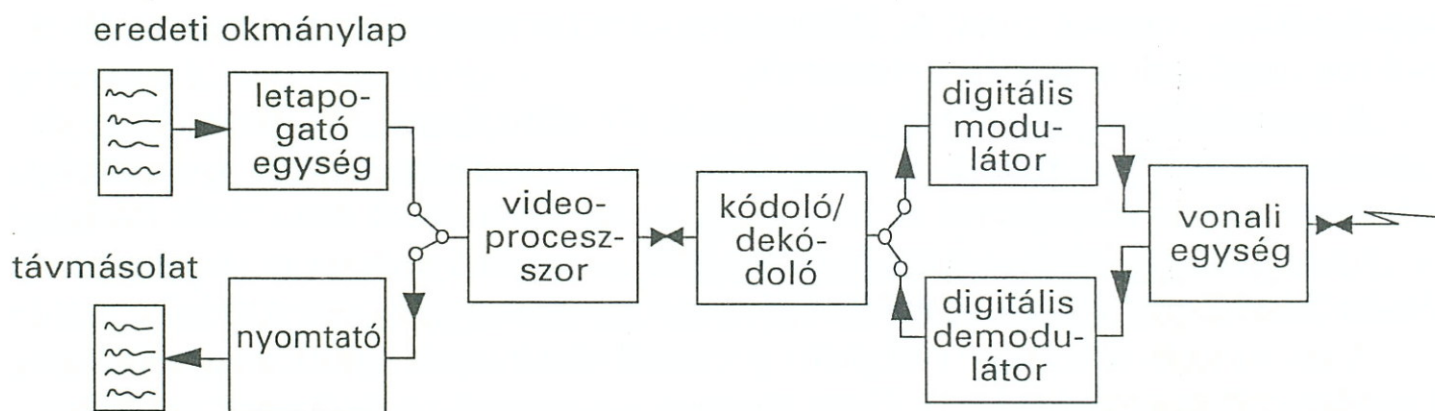 eredeti okmánylap
letapo-
gató
egység
távmásolat
nyomtató
video-
procesz-
szor
kódoló/
dekó-
doló
digitális
modu-
látor
digitális
demodu-
látor
vonali
egység